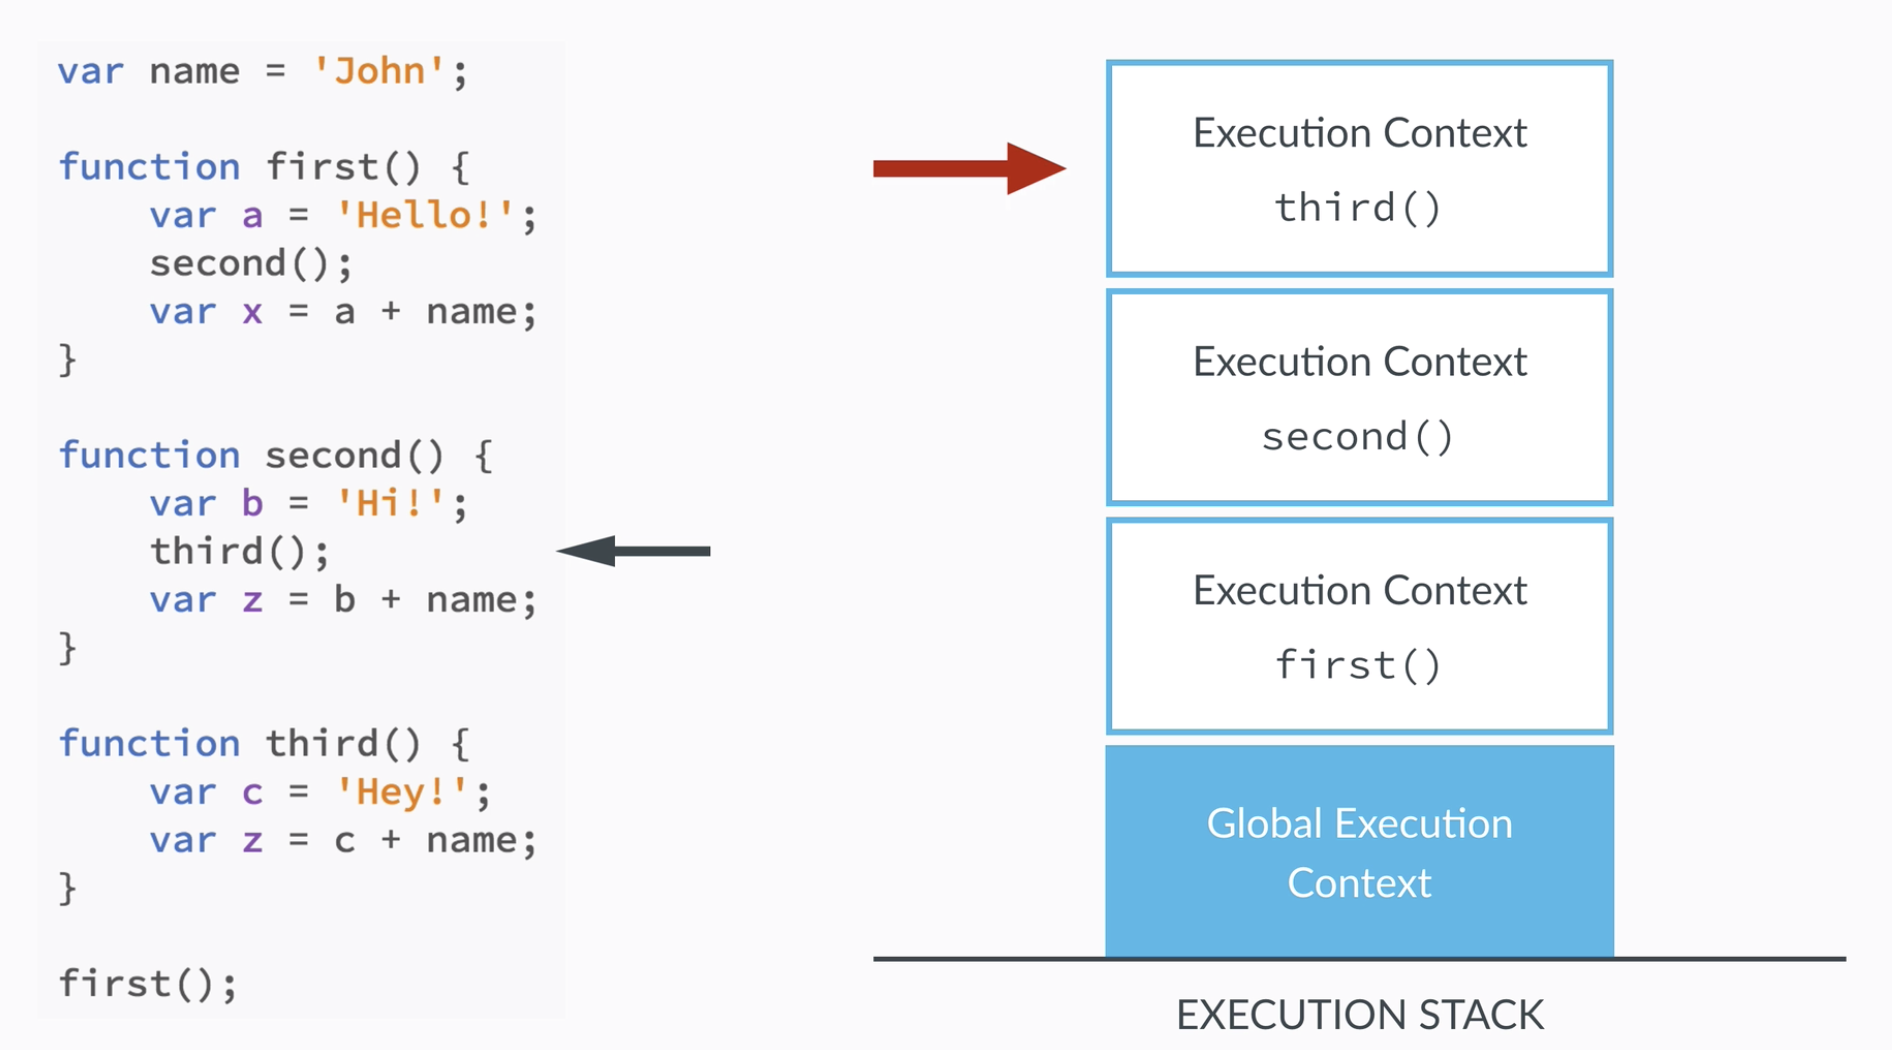 var name = 'John';
function first() {
    var a = 'Hello!';
    second();
    var x = a + name;
}
function second() {
    var b = 'Hi!';
    third();
    var z = b + name;
}
function third() {
    var c = 'Hey!';
    var z = c + name;
}
first();
Execution Context
third()
Execution Context
second()
Execution Context
first()
Global Execution
Context
EXECUTION STACK